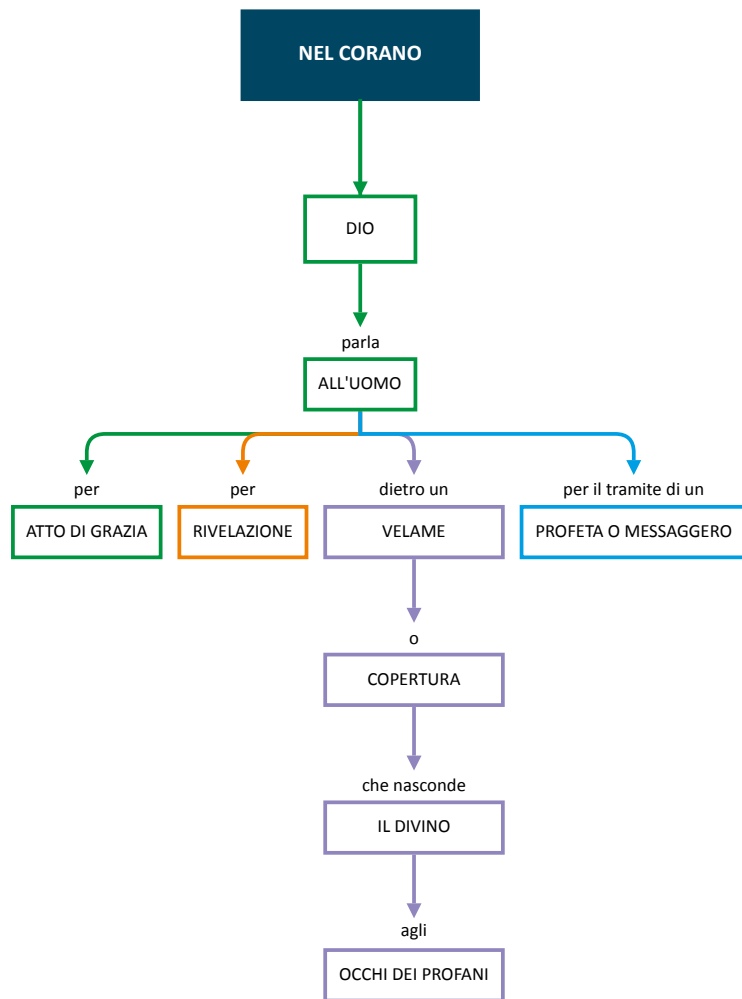 NEL CORANO
DIO
parla
ALL'UOMO
per
per
dietro un
per il tramite di un
ATTO DI GRAZIA
RIVELAZIONE
VELAME
PROFETA O MESSAGGERO
o
COPERTURA
che nasconde
IL DIVINO
agli
OCCHI DEI PROFANI